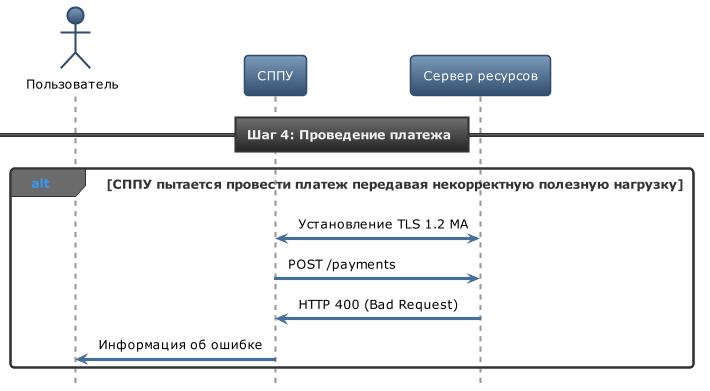 Пользователь
СППУ
Сервер ресурсов
Шаг 4: Проведение платежа
alt
[СППУ пытается провести платеж передавая некорректную полезную нагрузку]
Установление TLS 1.2 MA
POST /payments
HTTP 400 (Bad Request)
Информация об ошибке